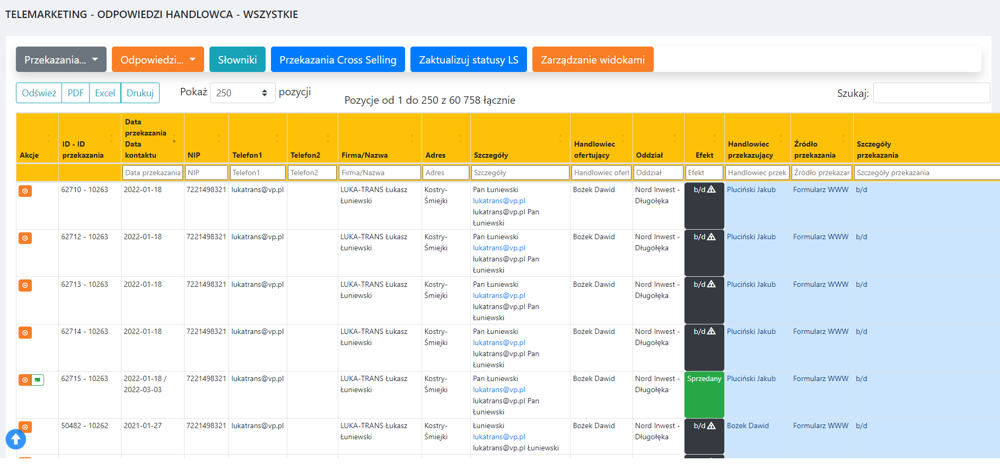 TELEMARKETING - ODPOWIEDZI HANDLOWCA - WSZYSTKIE
Przekazania... Odpowiedzi... Słowniki Przekazania Cross Selling Zaktualizuj statusy LS Zarządzanie widokami
Odśwież PDF Excel Drukuj Pokaż 250 pozycji Szukaj:
Pozycje od 1 do 250 z 60 758 łącznie
Data
przekazania
ID - ID Data Handlowiec Handlowiec Źródło Szczegóły
Akcje przekazania kontaktu NIP Telefon1 Telefon2 Firma/Nazwa Adres Szczegóły ofertujący Oddział Efekt przekazujący przekazania przekazania
Data przekazania NIP Telefon1 Telefon2 Firma/Nazwa Adres Szczegóły Handlowiec ofert Oddział Efekt Handlowiec przek Źródło przekazar Szczegóły przekazania
62710 - 10263 2022-01-18 7221498321 lukatrans@vp.pl LUKA-TRANS Łukasz Kostry- Pan Łuniewski Bożek Dawid Nord Inwest - b/d Pluciński Jakub Formularz WWW b/d
Łuniewski Śmiejki lukatrans@vp.pl Długołęka
lukatrans@vp.pl Pan
Łuniewski
62712 - 10263 2022-01-18 7221498321 lukatrans@vp.pl LUKA-TRANS Łukasz Kostry- Pan Łuniewski Bożek Dawid Nord Inwest - b/d Pluciński Jakub Formularz WWW b/d
Łuniewski Śmiejki lukatrans@vp.pl Długołęka
lukatrans@vp.pl Pan
Łuniewski
62713 - 10263 2022-01-18 7221498321 lukatrans@vp.pl LUKA-TRANS Łukasz Kostry- Pan Łuniewski Bożek Dawid Nord Inwest - b/d Pluciński Jakub Formularz WWW b/d
Łuniewski Śmiejki lukatrans@vp.pl Długołęka
lukatrans@vp.pl Pan
Łuniewski
62714 - 10263 2022-01-18 7221498321 lukatrans@vp.pl LUKA-TRANS Łukasz Kostry- Pan Łuniewski Bożek Dawid Nord Inwest - b/d Pluciński Jakub Formularz WWW b/d
Łuniewski Śmiejki lukatrans@vp.pl Długołęka
lukatrans@vp.pl Pan
Łuniewski
62715 - 10263 2022-01-18 / 7221498321 lukatrans@vp.pl LUKA-TRANS Łukasz Kostry- Pan Łuniewski Bożek Dawid Nord Inwest - Sprzedany Pluciński Jakub Formularz WWW b/d
2022-03-03 Łuniewski Śmiejki lukatrans@vp.pl Długołęka
lukatrans@vp.pl Pan
Łuniewski
50482 - 10262 2021-01-27 7221498321 lukatrans@vp.pl LUKA-TRANS Łukasz Kostry- Łuniewski Bożek Dawid Nord Inwest - b/d Bożek Dawid Formularz WWW b/d
Łuniewski Śmiejki lukatrans@vp.pl Długołęka
lukatrans@vp.pl Łuniewski